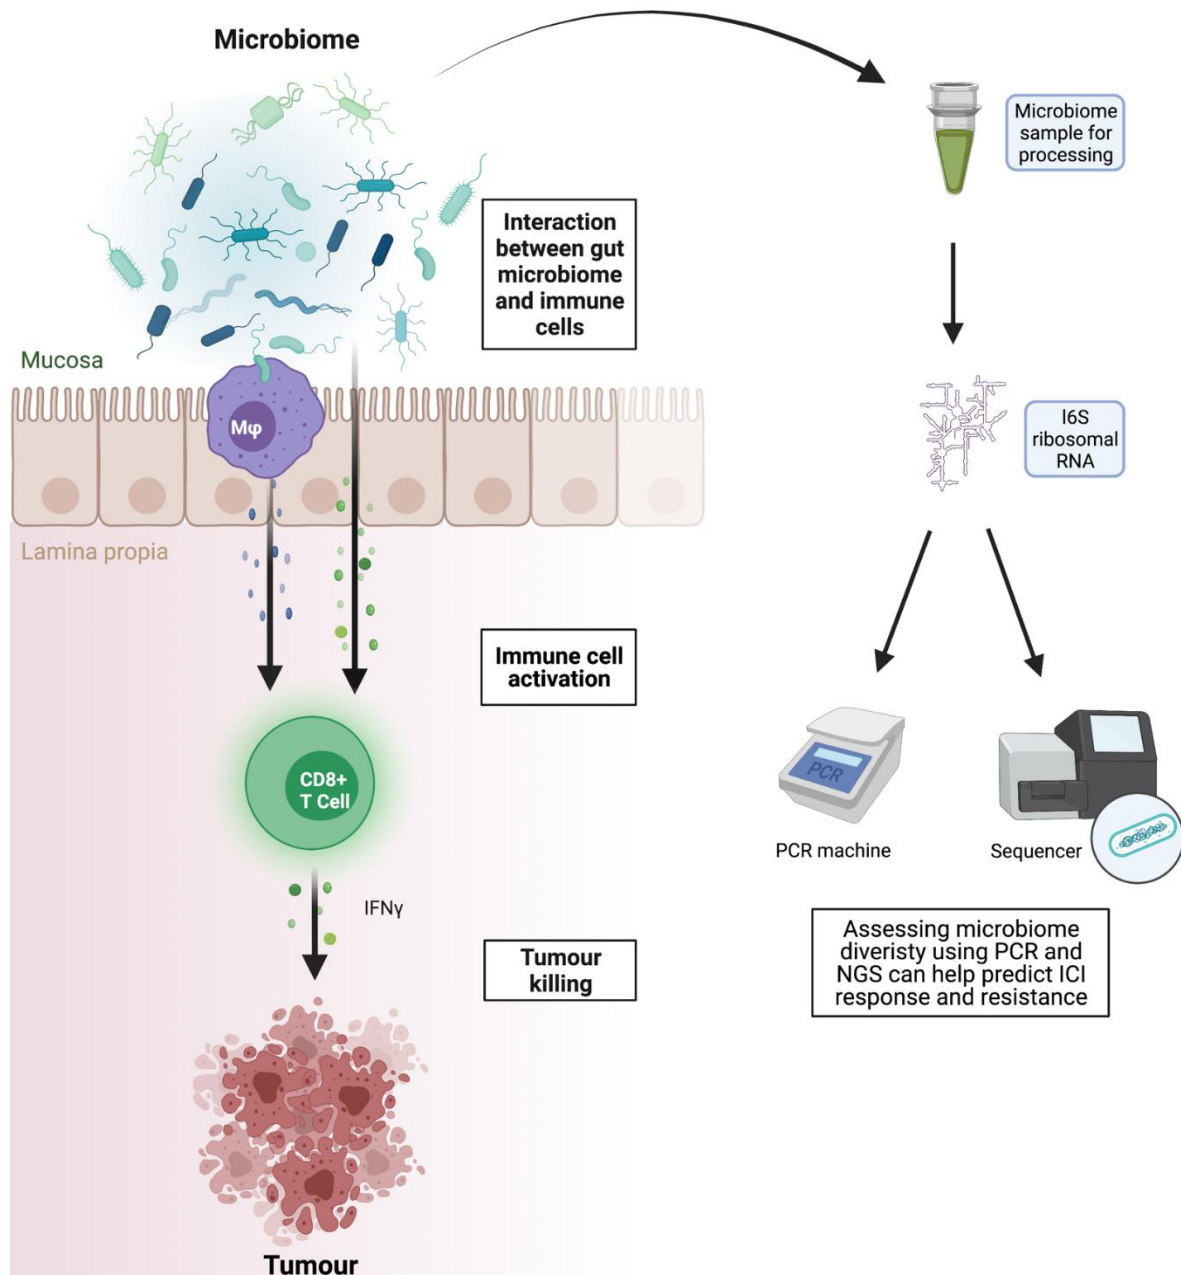 Microbiome
Interaction
between gut
microbiome
and immune
cells
Mucosa
Mφ
Lamina propia
Immune cell
activation
CD8+
T Cell
IFNγ
Tumour
killing
Tumour
Microbiome
sample for
processing
I6S
ribosomal
RNA
PCR
PCR machine
Sequencer
Assessing microbiome
diveristy using PCR and
NGS can help predict ICI
response and resistance